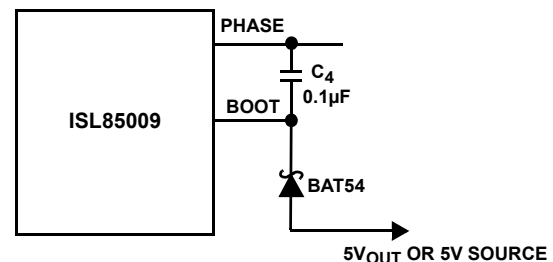 PHASE
C4
0.1µF
BOOT
ISL85009
BAT54
5VOUT OR 5V SOURCE